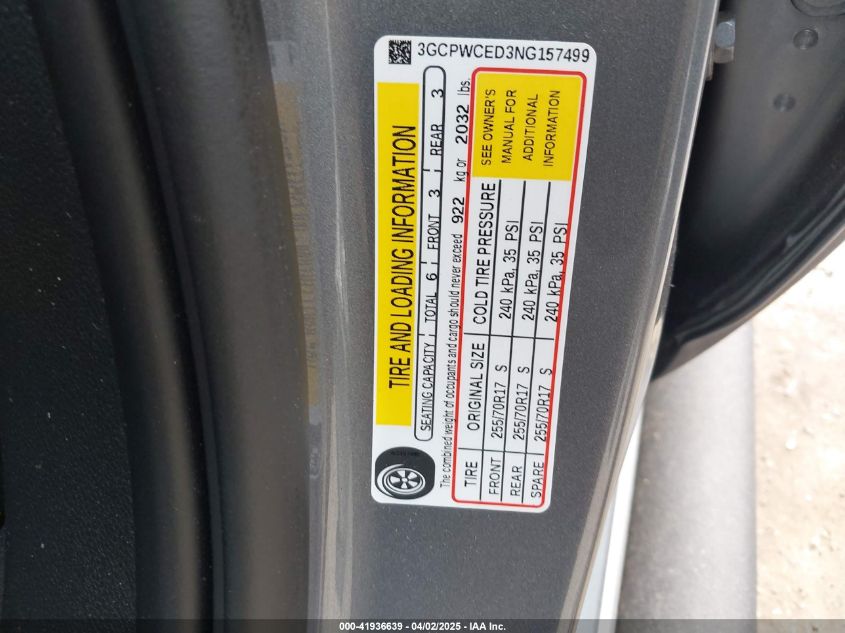 3GCPWCED3NG157499
TIRE AND LOADING INFORMATION
SEATING CAPACITY TOTAL 6 FRONT 3 REAR 3
The combined weight of occupants and cargo should never exceed 922 kg or 2032 lbs.
TIRE ORIGINAL SIZE COLD TIRE PRESSURE SEE OWNER'S
FRONT 255/70R17 S 240 kPa, 35 PSI MANUAL FOR
REAR 255/70R17 S 240 kPa, 35 PSI ADDITIONAL
SPARE 255/70R17 S 240 kPa, 35 PSI INFORMATION
000-41936639 - 04/02/2025 - IAA Inc.